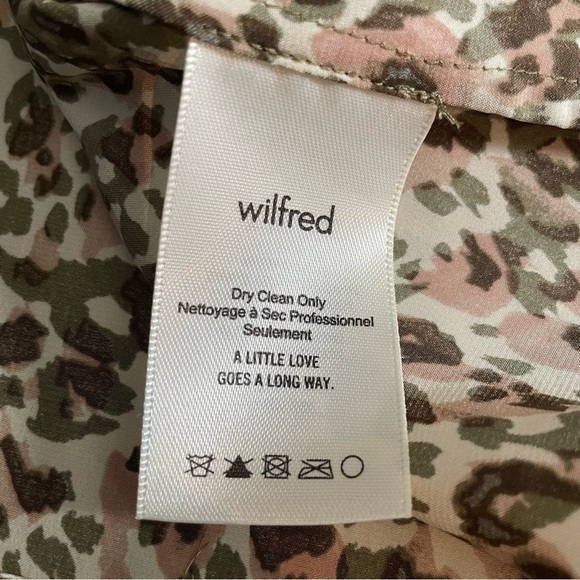 wilfred
Dry Clean Only
Nettoyage à Sec Professionnel
Seulement
A LITTLE LOVE
GOES A LONG WAY.